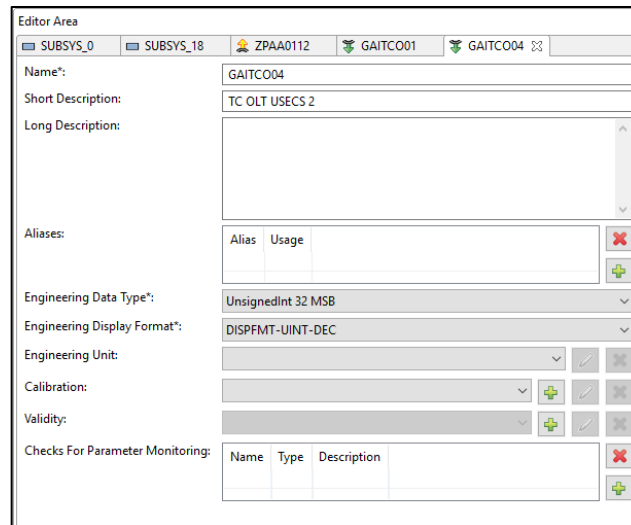 Editor Area
SUBSYS_0 SUBSYS_18 ZPAA0112 GAITCO01 GAITCO04
Name*: GAITCO04
Short Description: TC OLT USECS 2
Long Description:
Aliases: Alias Usage
Engineering Data Type*: UnsignedInt 32 MSB
Engineering Display Format*: DISPFMT-UINT-DEC
Engineering Unit:
Calibration:
Validity:
Checks For Parameter Monitoring: Name Type Description